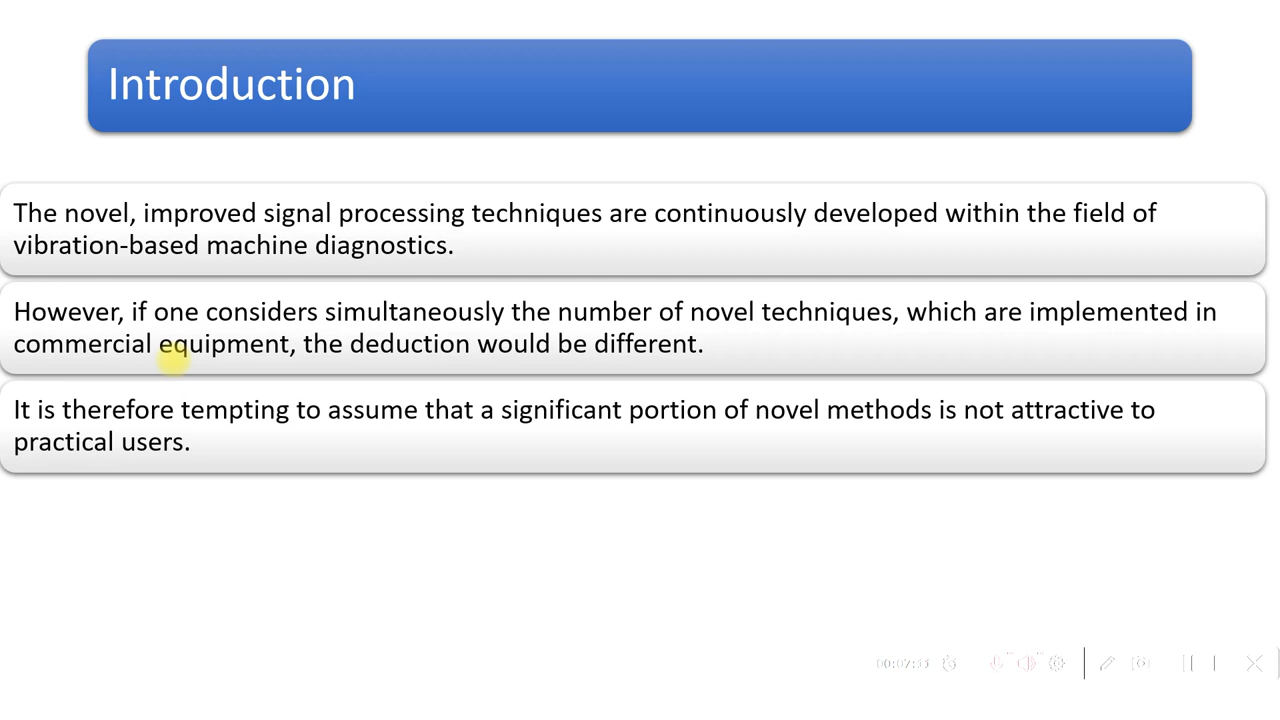 Introduction
The novel, improved signal processing techniques are continuously developed within the field of
vibration-based machine diagnostics.
However, if one considers simultaneously the number of novel techniques, which are implemented in
commercial equipment, the deduction would be different.
It is therefore tempting to assume that a significant portion of novel methods is not attractive to
practical users.